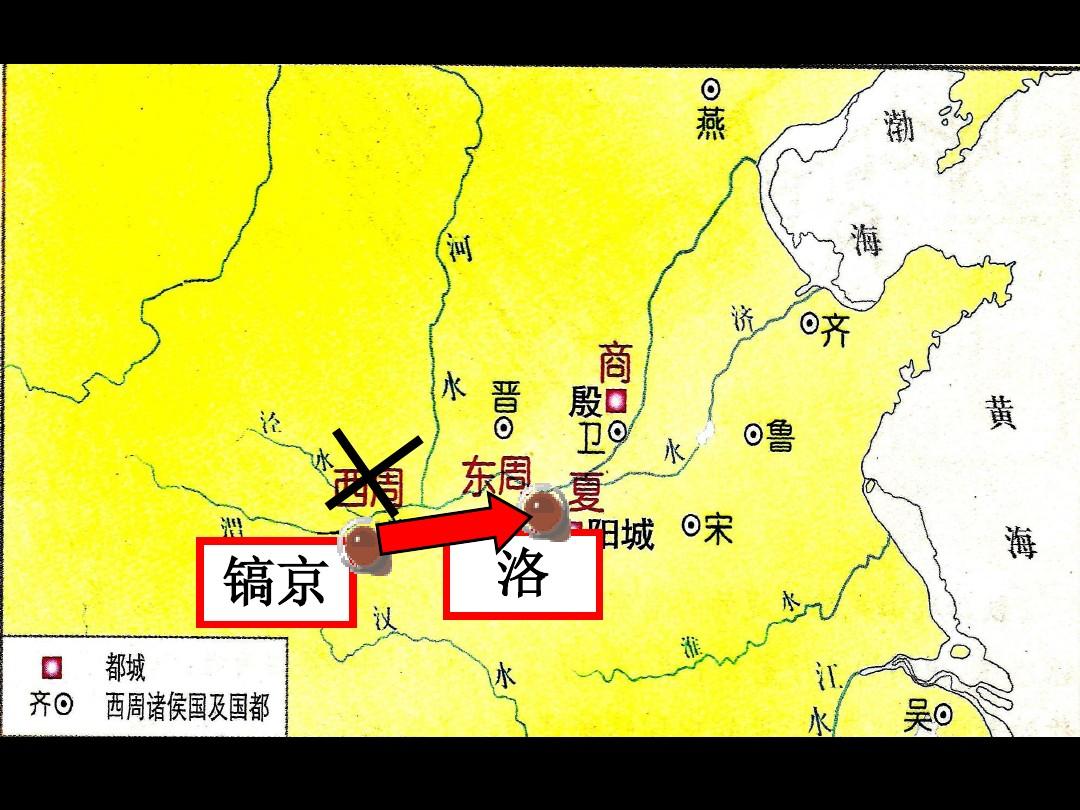 燕
渤
海
河
水
济
水
齐
商
殷
晋
卫
鲁
黄
海
泾
水
西周
东周
夏
阳城
宋
渭
镐京
洛
汉
水
淮
水
江
水
吴
都城
齐 西周诸侯国及国都